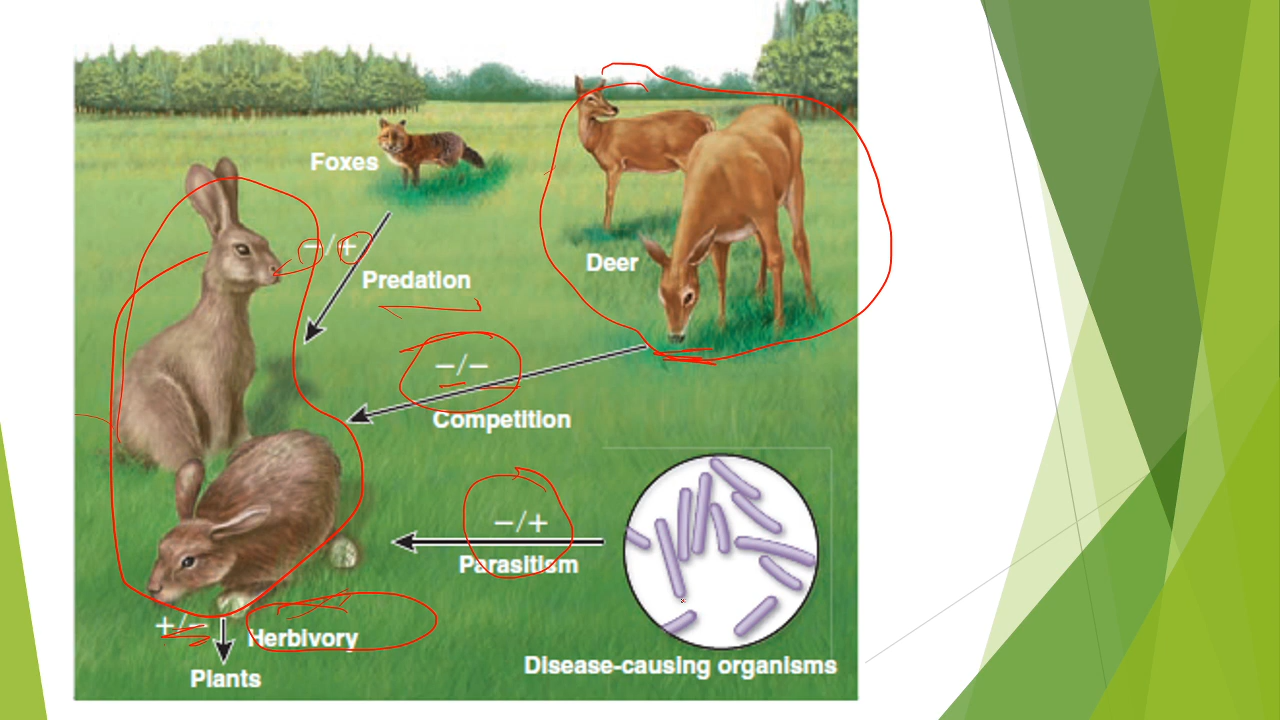 Foxes
−/+
Predation
Deer
−/−
Competition
−/+
Parasitism
+/−
Herbivory
Plants
Disease-causing organisms